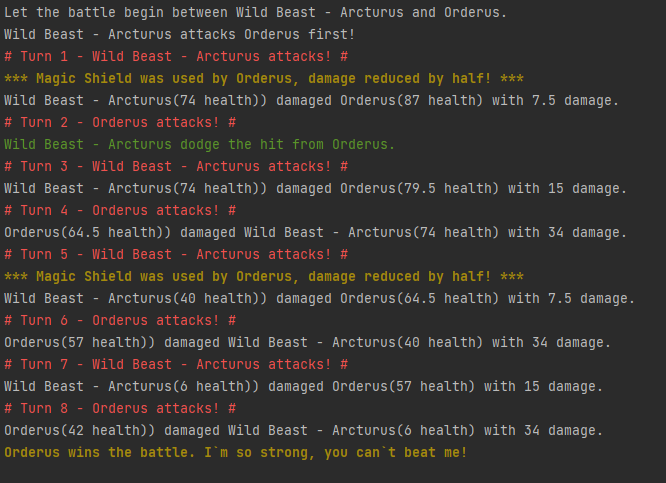 Let the battle begin between Wild Beast - Arcturus and Orderus.
Wild Beast - Arcturus attacks Orderus first!
# Turn 1 - Wild Beast - Arcturus attacks! #
*** Magic Shield was used by Orderus, damage reduced by half! ***
Wild Beast - Arcturus(74 health)) damaged Orderus(87 health) with 7.5 damage.
# Turn 2 - Orderus attacks! #
Wild Beast - Arcturus dodge the hit from Orderus.
# Turn 3 - Wild Beast - Arcturus attacks! #
Wild Beast - Arcturus(74 health)) damaged Orderus(79.5 health) with 15 damage.
# Turn 4 - Orderus attacks! #
Orderus(64.5 health)) damaged Wild Beast - Arcturus(74 health) with 34 damage.
# Turn 5 - Wild Beast - Arcturus attacks! #
*** Magic Shield was used by Orderus, damage reduced by half! ***
Wild Beast - Arcturus(40 health)) damaged Orderus(64.5 health) with 7.5 damage.
# Turn 6 - Orderus attacks! #
Orderus(57 health)) damaged Wild Beast - Arcturus(40 health) with 34 damage.
# Turn 7 - Wild Beast - Arcturus attacks! #
Wild Beast - Arcturus(6 health)) damaged Orderus(57 health) with 15 damage.
# Turn 8 - Orderus attacks! #
Orderus(42 health)) damaged Wild Beast - Arcturus(6 health) with 34 damage.
Orderus wins the battle. I`m so strong, you can`t beat me!